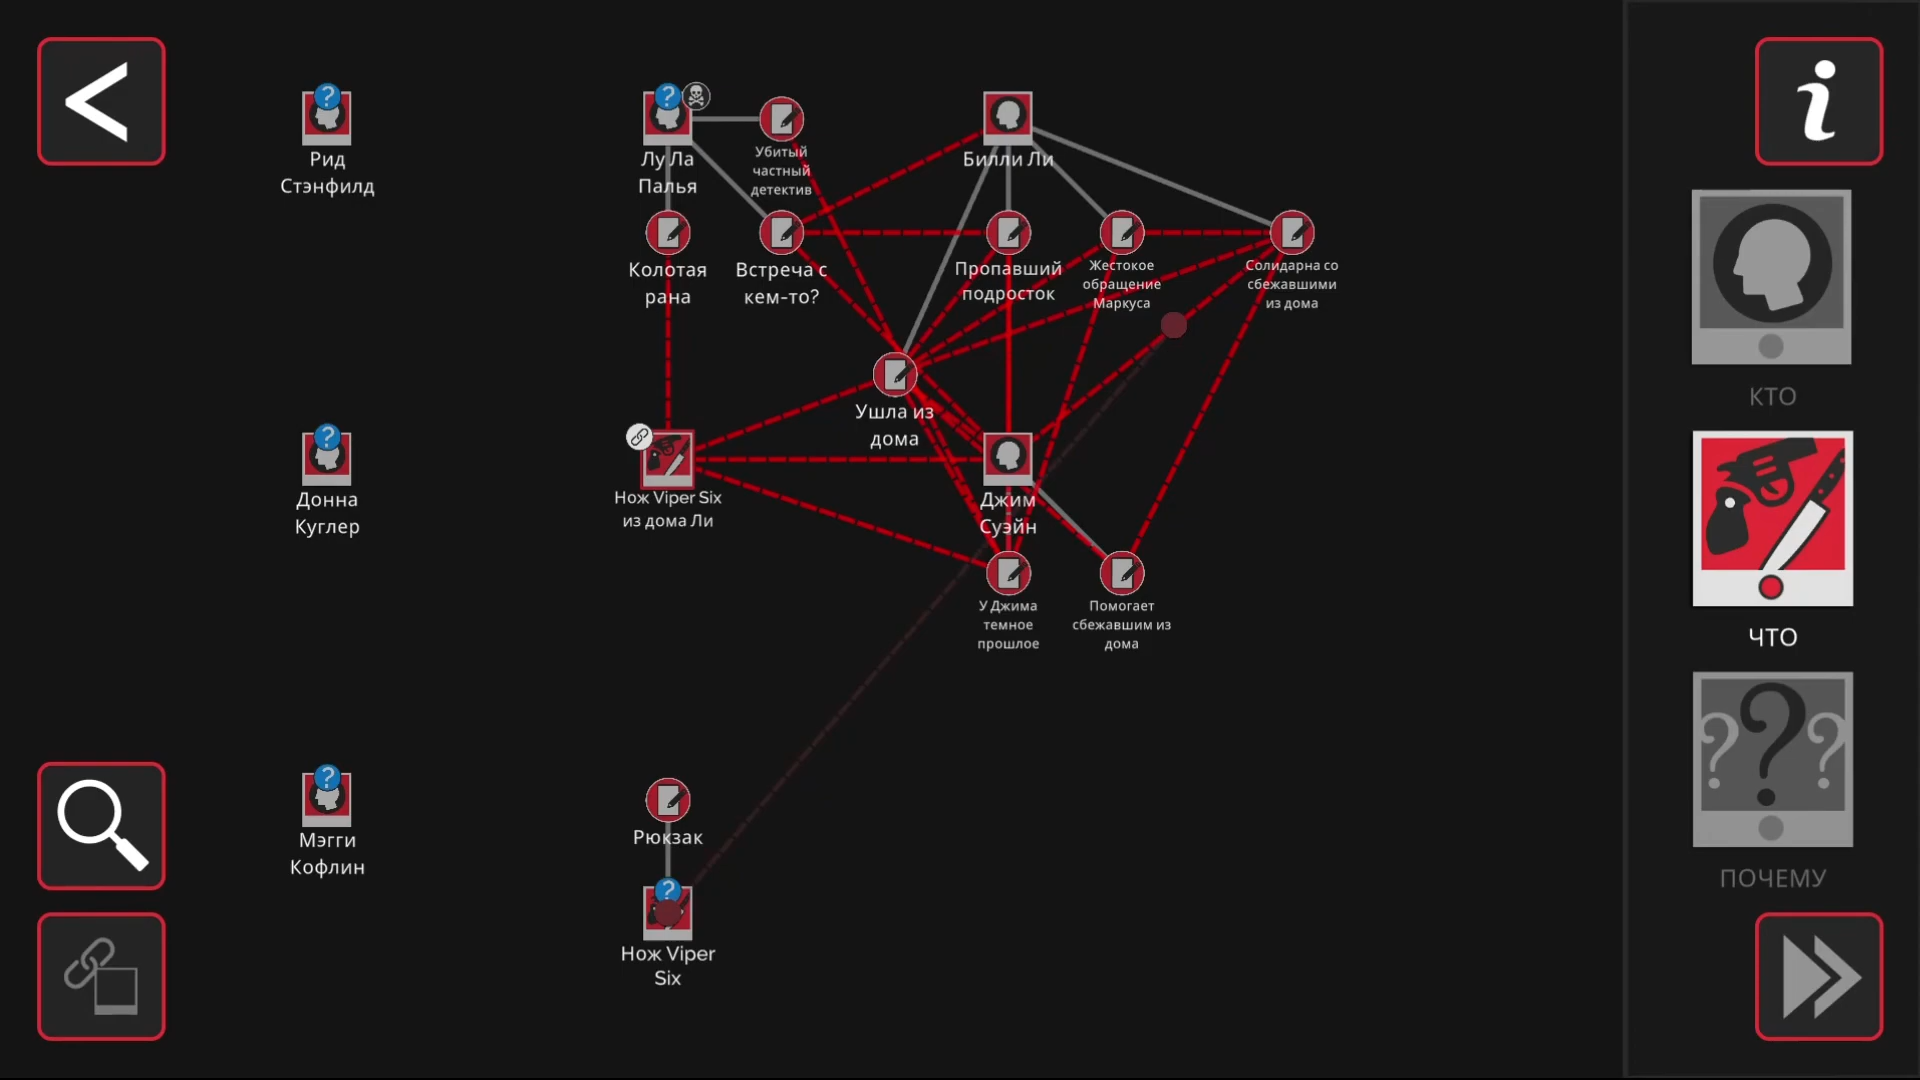 Рид
Стэнфилд
Лу Ла
Палья
Убитый
частный
детектив
Билли Ли
Колотая
рана
Встреча с
кем-то?
Пропавший
подросток
Жестокое
обращение
Маркуса
Солидарна со
сбежавшими
из дома
КТО
Ушла из
дома
Донна
Куглер
Нож Viper Six
из дома Ли
Джим
Суэйн
У Джима
темное
прошлое
Помогает
сбежавшим из
дома
ЧТО
Мэгги
Кофлин
Рюкзак
Нож Viper
Six
ПОЧЕМУ